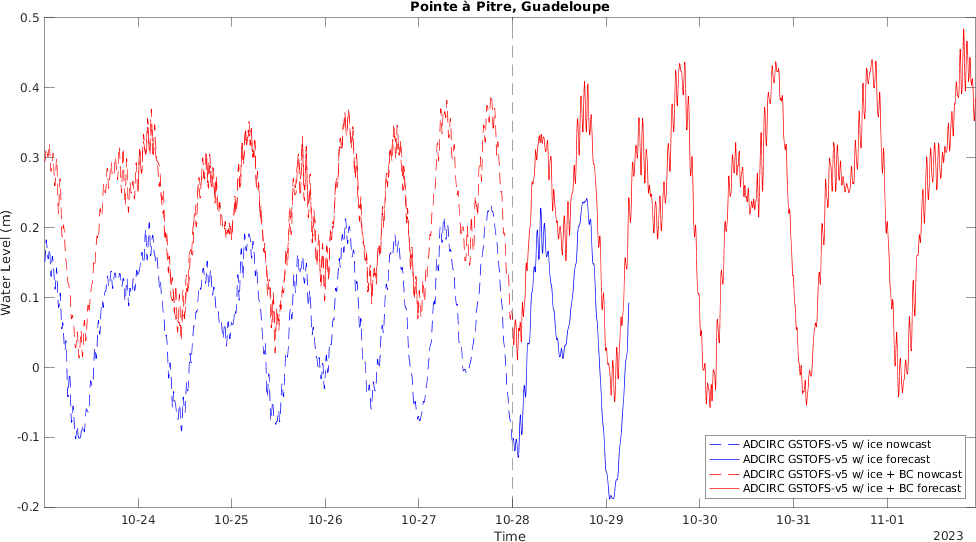 Pointe à Pitre, Guadeloupe
0.5
0.4
0.3
0.2
0.1
0
-0.1
-0.2
Water Level (m)
10-24
10-25
10-26
10-27
10-28
10-29
10-30
10-31
11-01
Time
2023
ADCIRC GSTOFS-v5 w/ ice nowcast
ADCIRC GSTOFS-v5 w/ ice forecast
ADCIRC GSTOFS-v5 w/ ice + BC nowcast
ADCIRC GSTOFS-v5 w/ ice + BC forecast